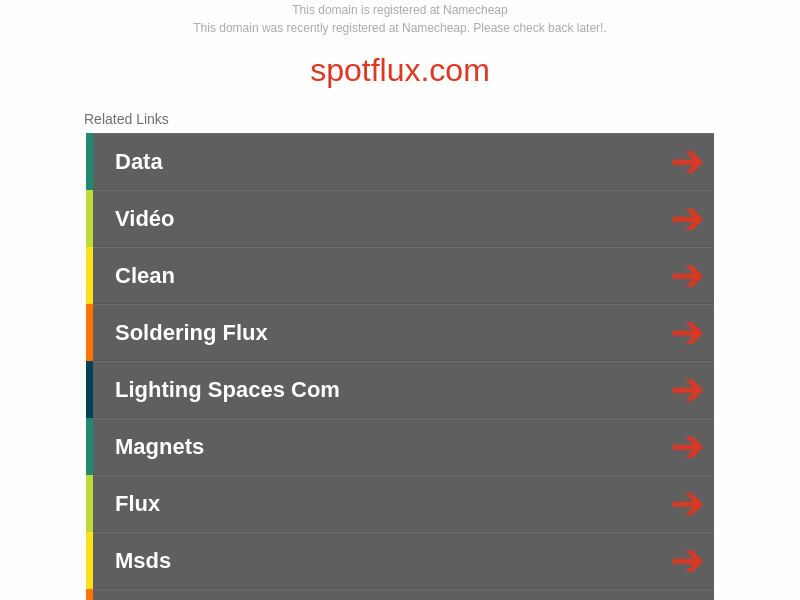 This domain is registered at Namecheap
This domain was recently registered at Namecheap. Please check back later!.
spotflux.com
Related Links
Data
Vidéo
Clean
Soldering Flux
Lighting Spaces Com
Magnets
Flux
Msds